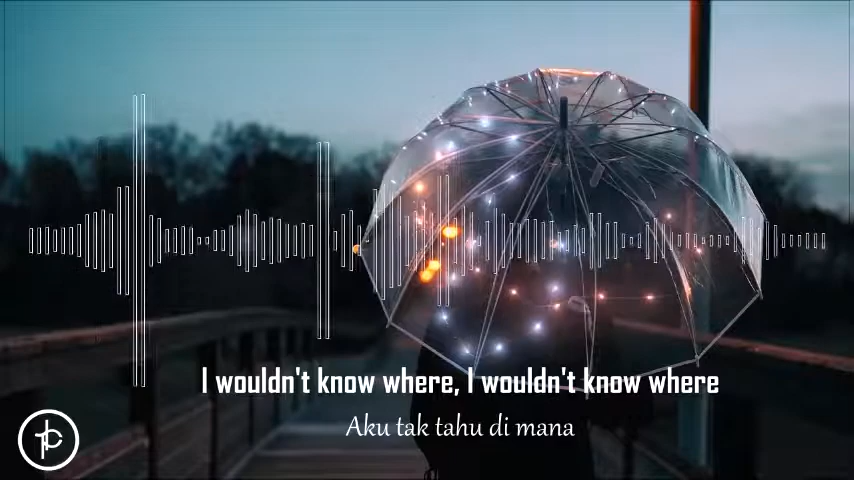 I wouldn't know where, I wouldn't know where
Aku tak tahu di mana